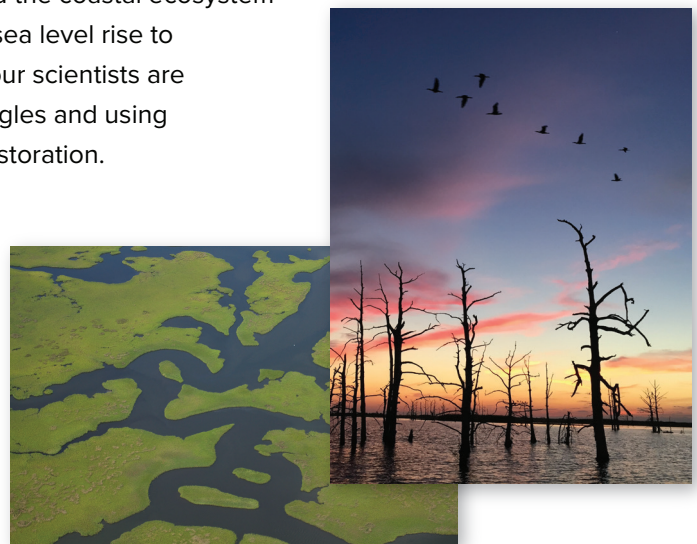 the coastal ecosystem
sea level rise to
our scientists are
gles and using
storation.